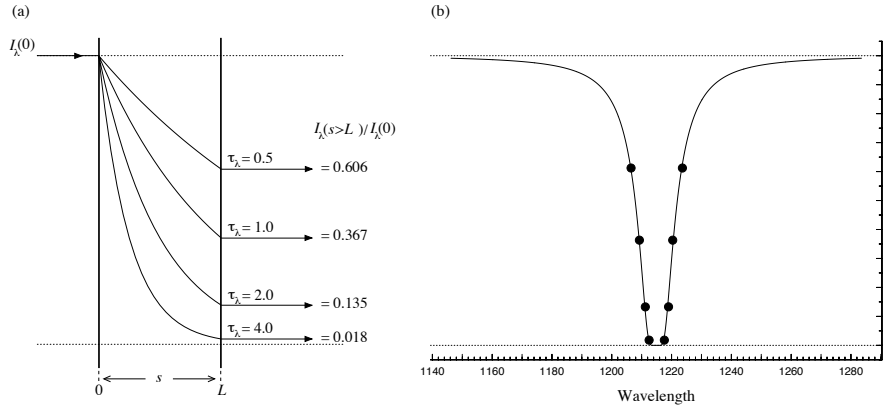 (a)
I_λ(0)
I_λ(s>L)/I_λ(0)
τ_λ = 0.5
= 0.606
τ_λ = 1.0
= 0.367
τ_λ = 2.0
= 0.135
τ_λ = 4.0
= 0.018
s
0
L
(b)
1140 1160 1180 1200 1220 1240 1260 1280
Wavelength